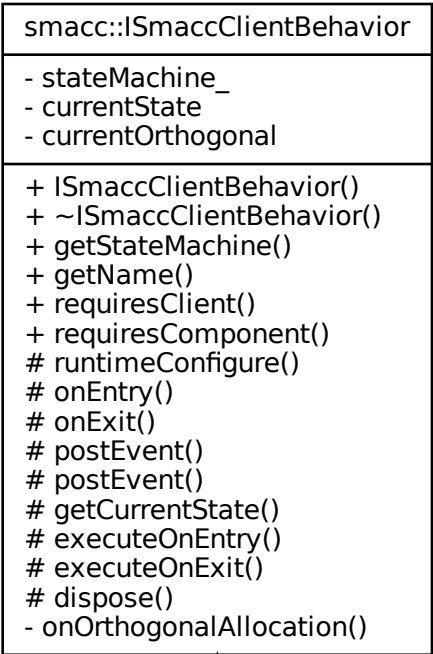 smacc::ISmaccClientBehavior
- stateMachine_
- currentState
- currentOrthogonal
+ ISmaccClientBehavior()
+ ~ISmaccClientBehavior()
+ getStateMachine()
+ getName()
+ requiresClient()
+ requiresComponent()
# runtimeConfigure()
# onEntry()
# onExit()
# postEvent()
# postEvent()
# getCurrentState()
# executeOnEntry()
# executeOnExit()
# dispose()
- onOrthogonalAllocation()